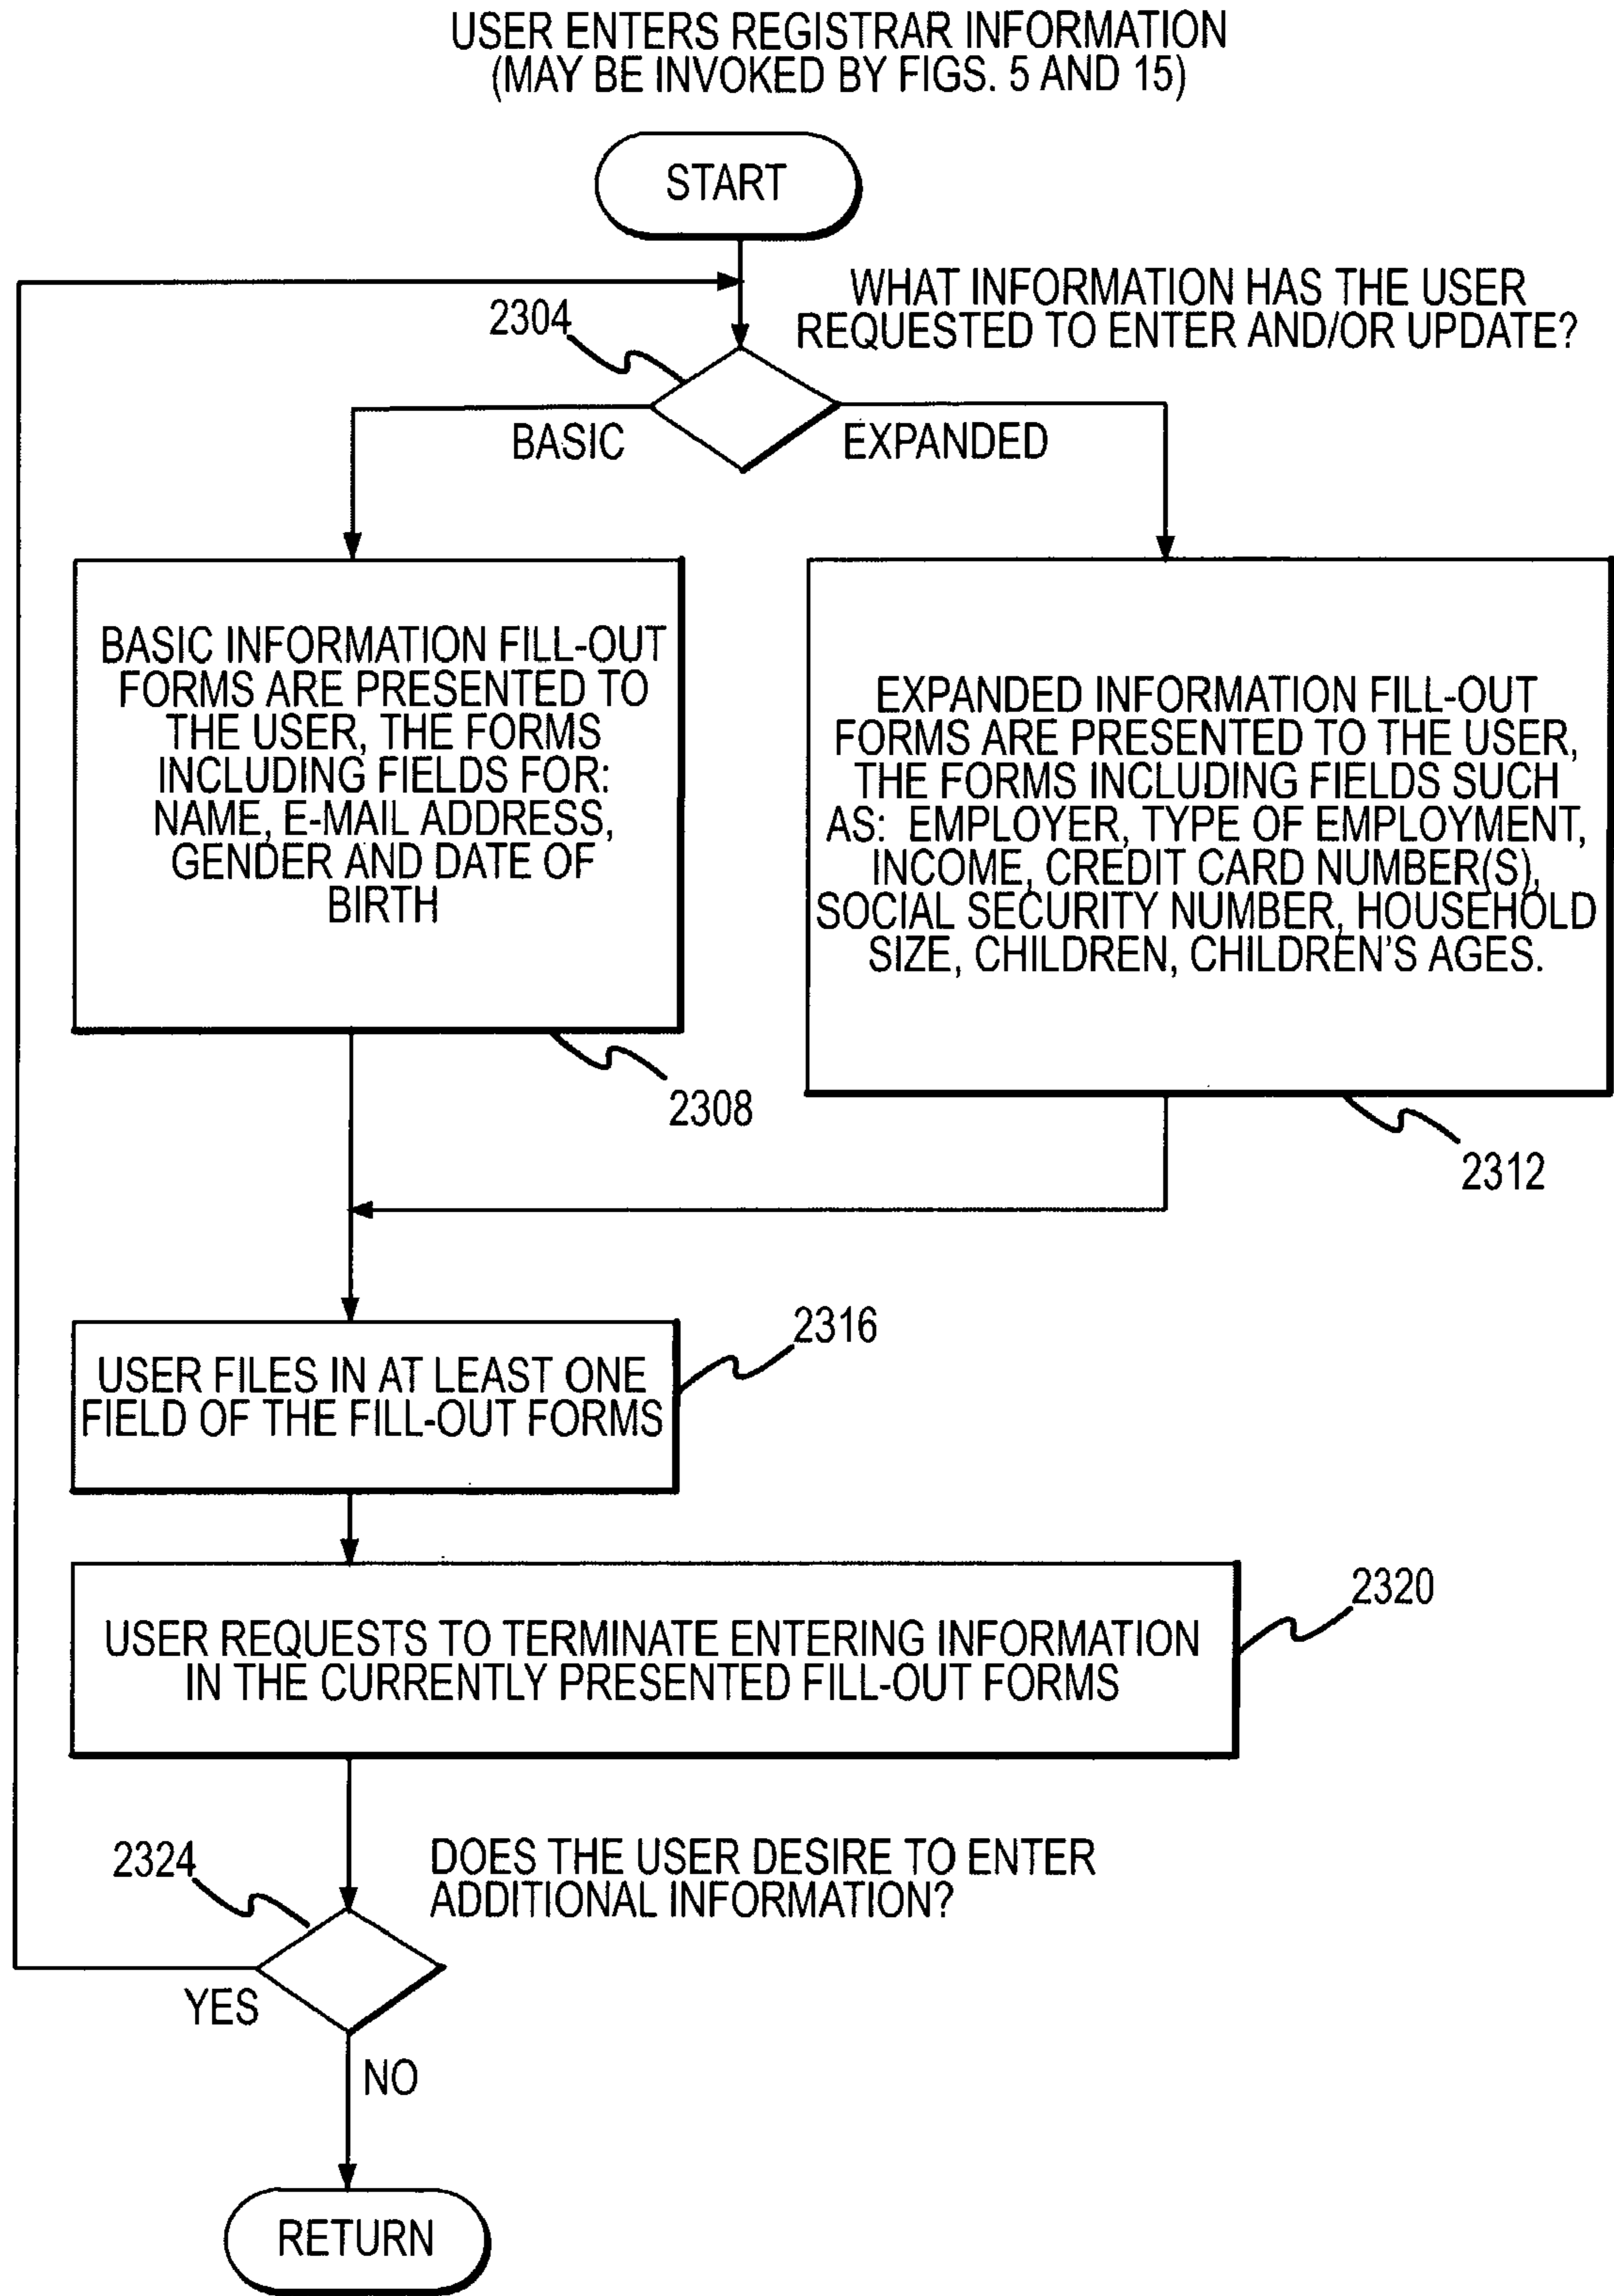 USER ENTERS REGISTRAR INFORMATION
(MAY BE INVOKED BY FIGS. 5 AND 15)
START
WHAT INFORMATION HAS THE USER
REQUESTED TO ENTER AND/OR UPDATE?
2304
BASIC
EXPANDED
BASIC INFORMATION FILL-OUT
FORMS ARE PRESENTED TO
THE USER, THE FORMS
INCLUDING FIELDS FOR:
NAME, E-MAIL ADDRESS,
GENDER AND DATE OF
BIRTH
2308
EXPANDED INFORMATION FILL-OUT
FORMS ARE PRESENTED TO THE USER,
THE FORMS INCLUDING FIELDS SUCH
AS: EMPLOYER, TYPE OF EMPLOYMENT,
INCOME, CREDIT CARD NUMBER(S),
SOCIAL SECURITY NUMBER, HOUSEHOLD
SIZE, CHILDREN, CHILDREN'S AGES.
2312
2316
USER FILES IN AT LEAST ONE
FIELD OF THE FILL-OUT FORMS
2320
USER REQUESTS TO TERMINATE ENTERING INFORMATION
IN THE CURRENTLY PRESENTED FILL-OUT FORMS
2324
DOES THE USER DESIRE TO ENTER
ADDITIONAL INFORMATION?
YES
NO
RETURN